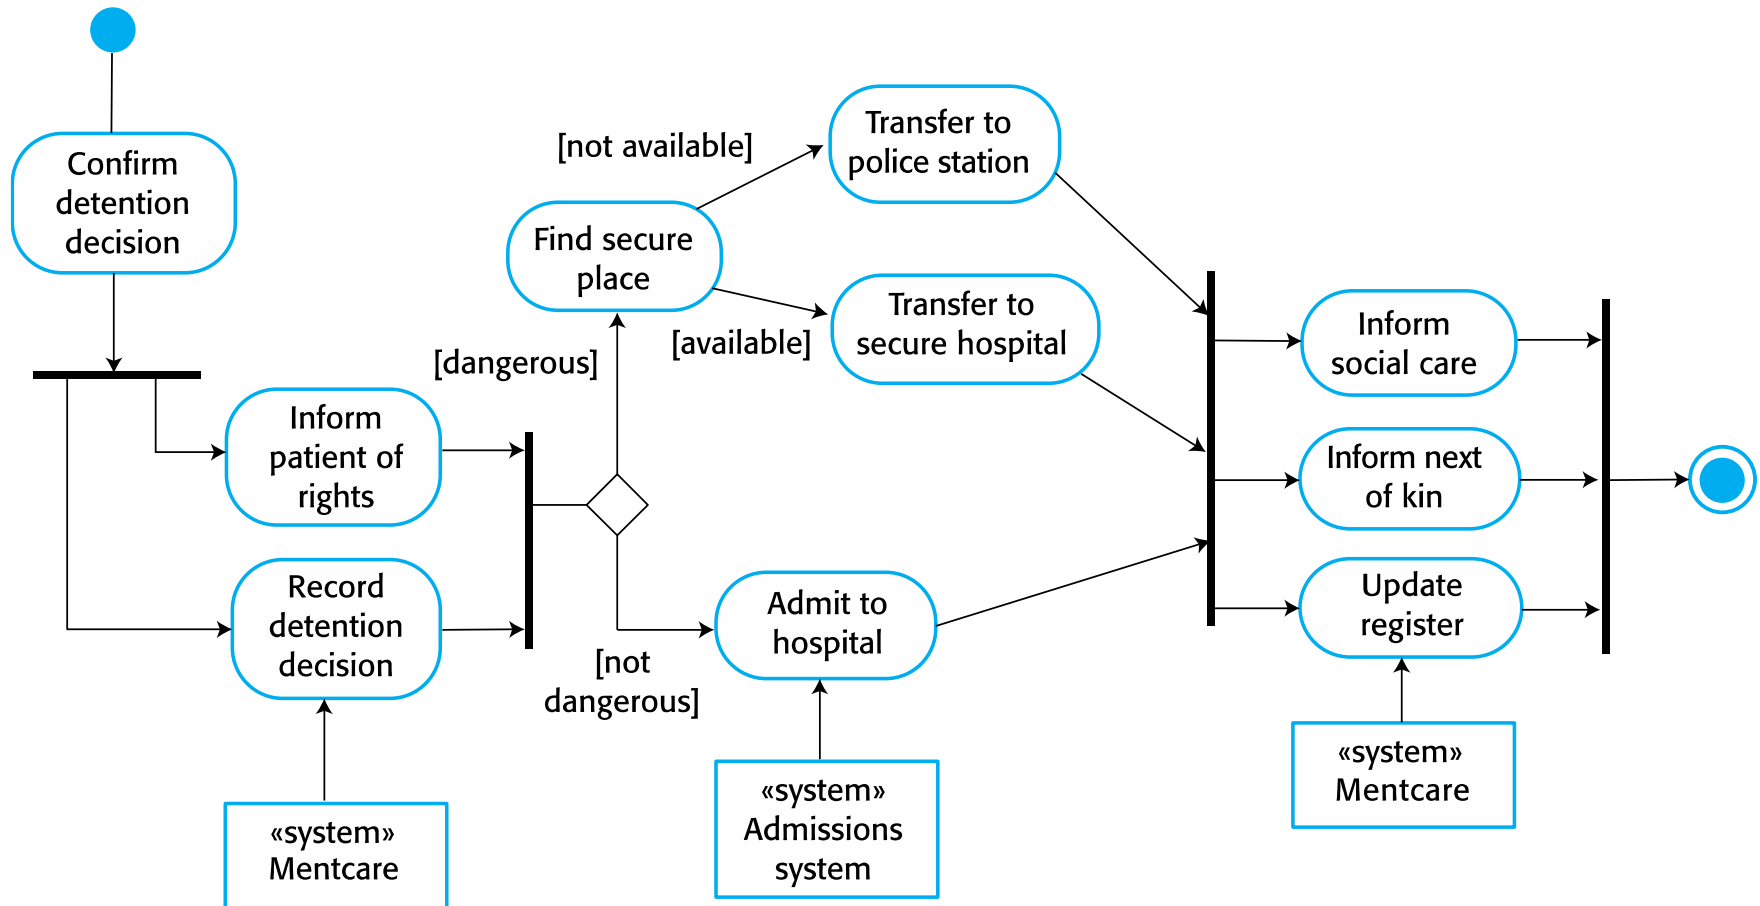 Confirm
detention
decision
Inform
patient of
rights
Record
detention
decision
«system»
Mentcare
[dangerous]
[not
dangerous]
Find secure
place
[not available]
[available]
Transfer to
police station
Transfer to
secure hospital
Admit to
hospital
«system»
Admissions
system
Inform
social care
Inform next
of kin
Update
register
«system»
Mentcare